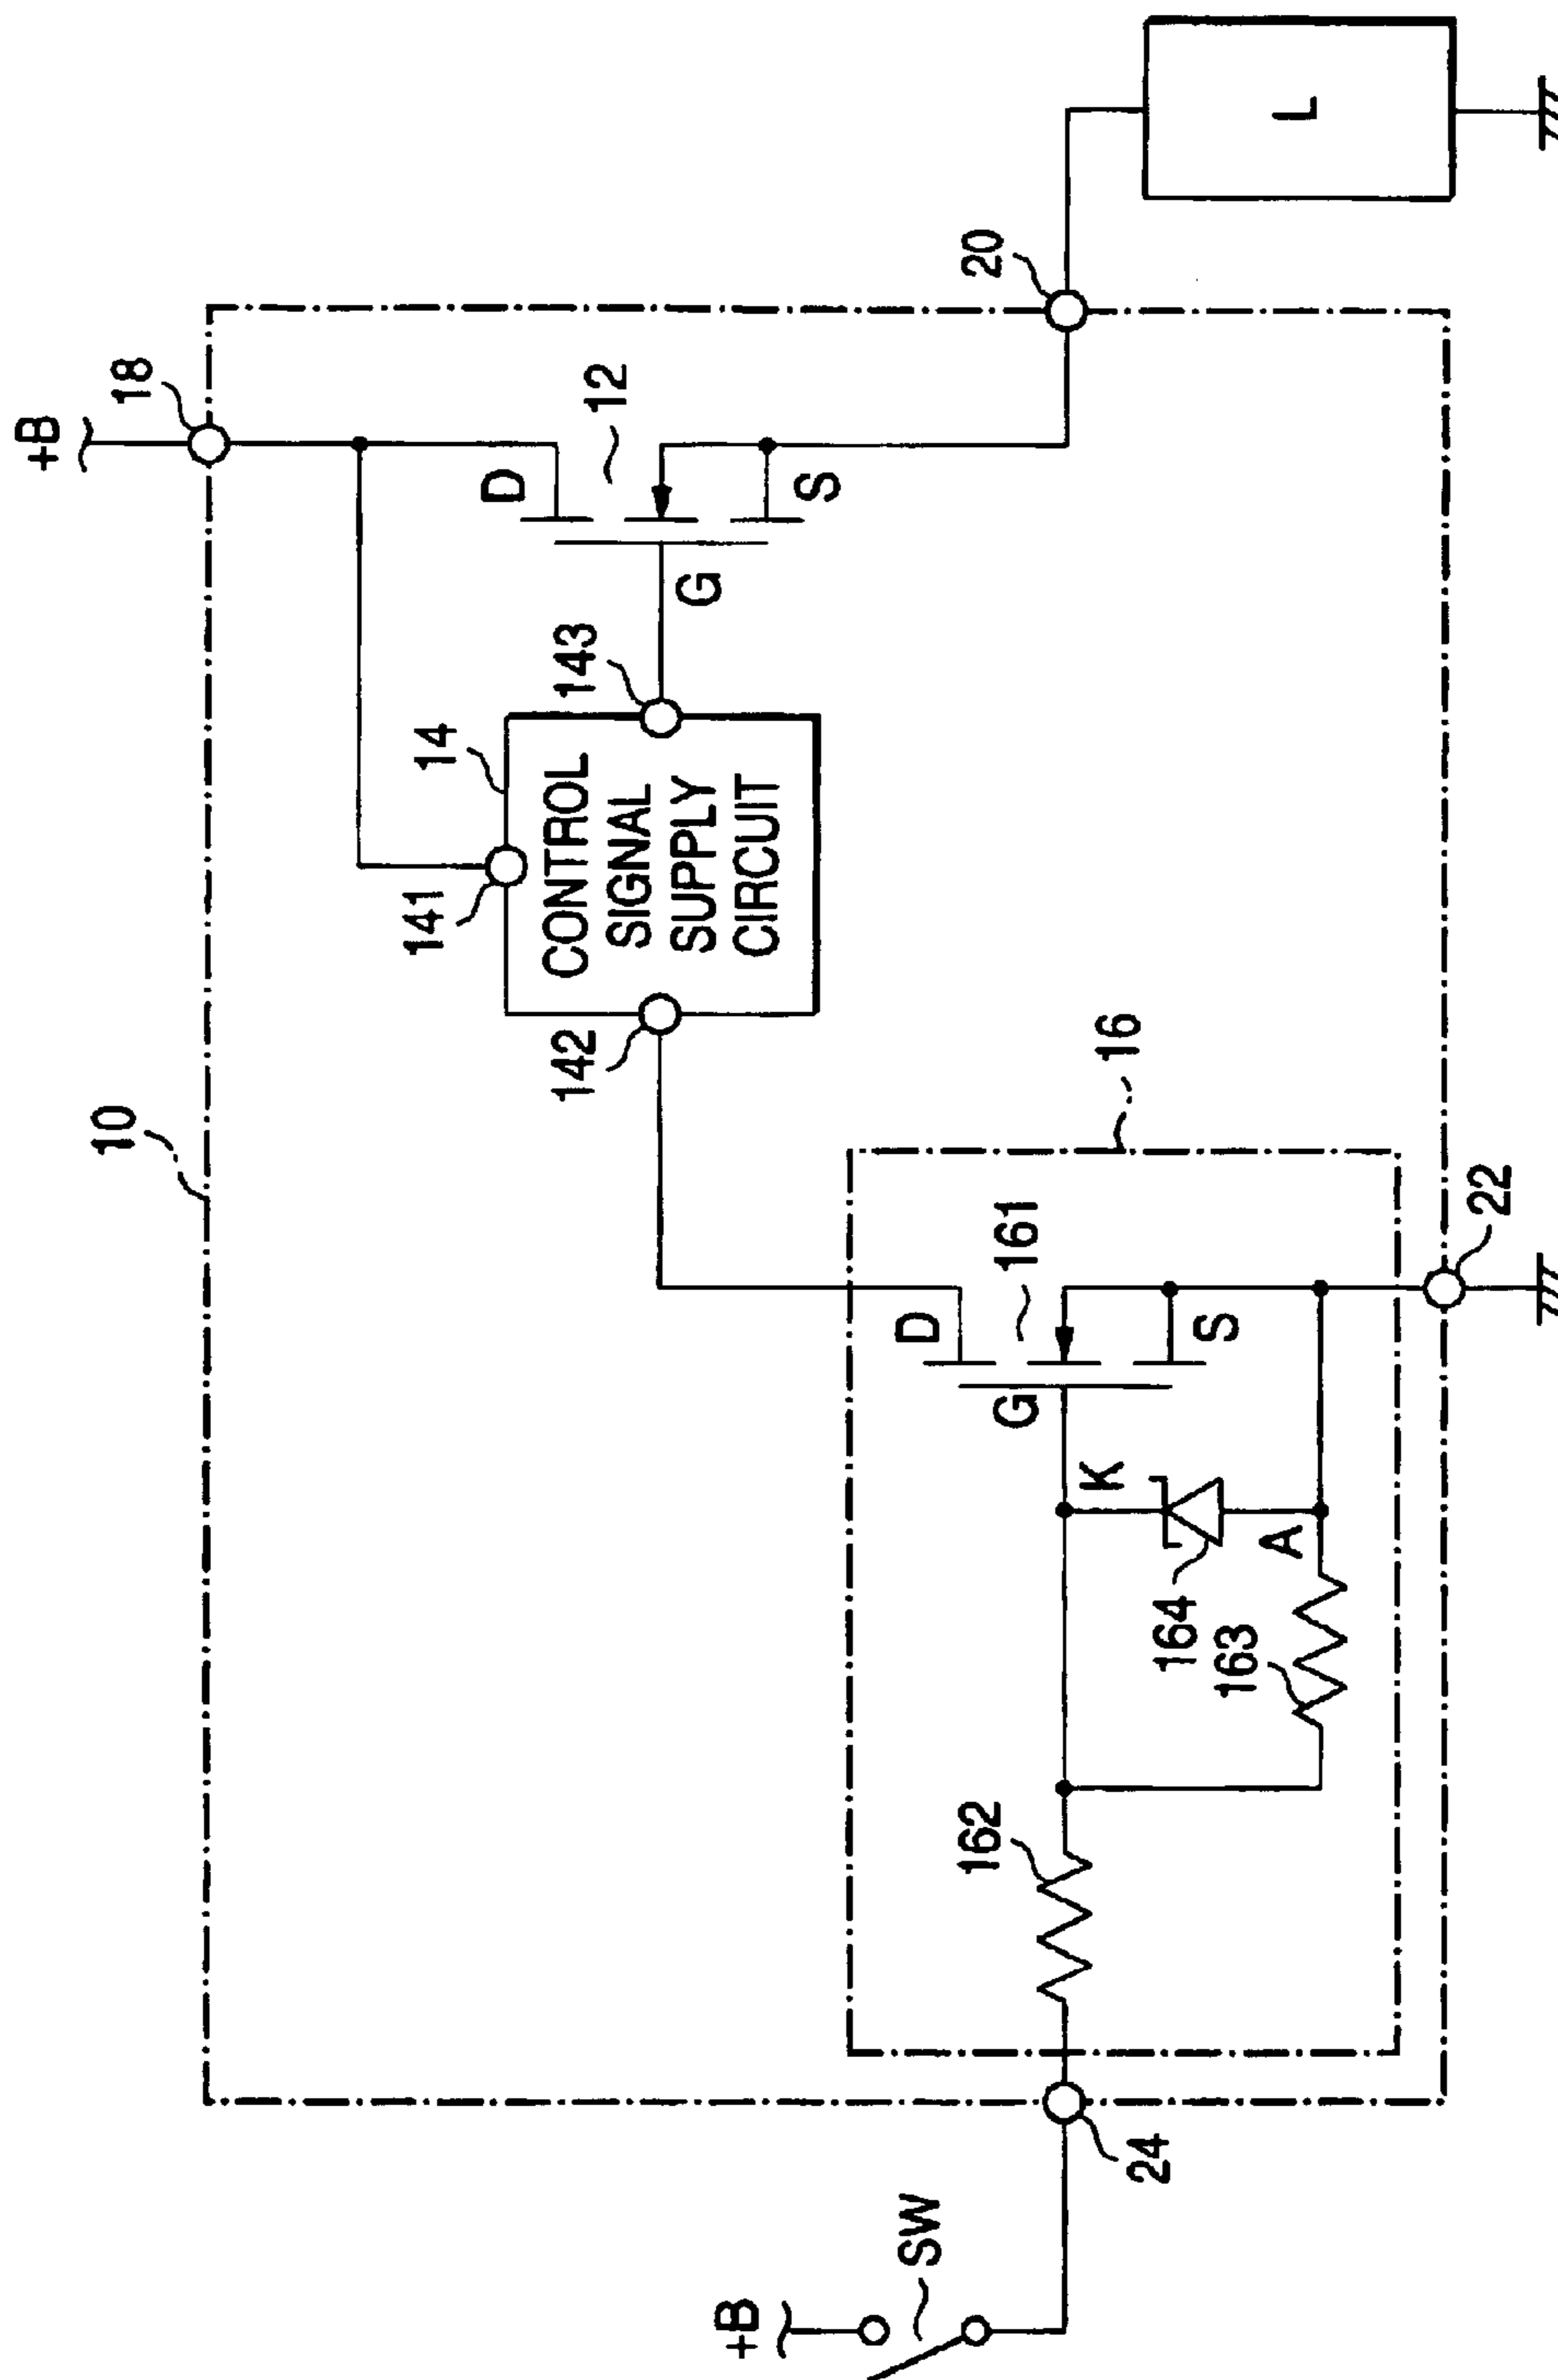 +B
18
10
D
12
S
G
14
141
142
143
CONTROL
SIGNAL
SUPPLY
CIRCUIT
20
L
16
D
161
G
S
K
A
164
163
162
22
24
+B
SW